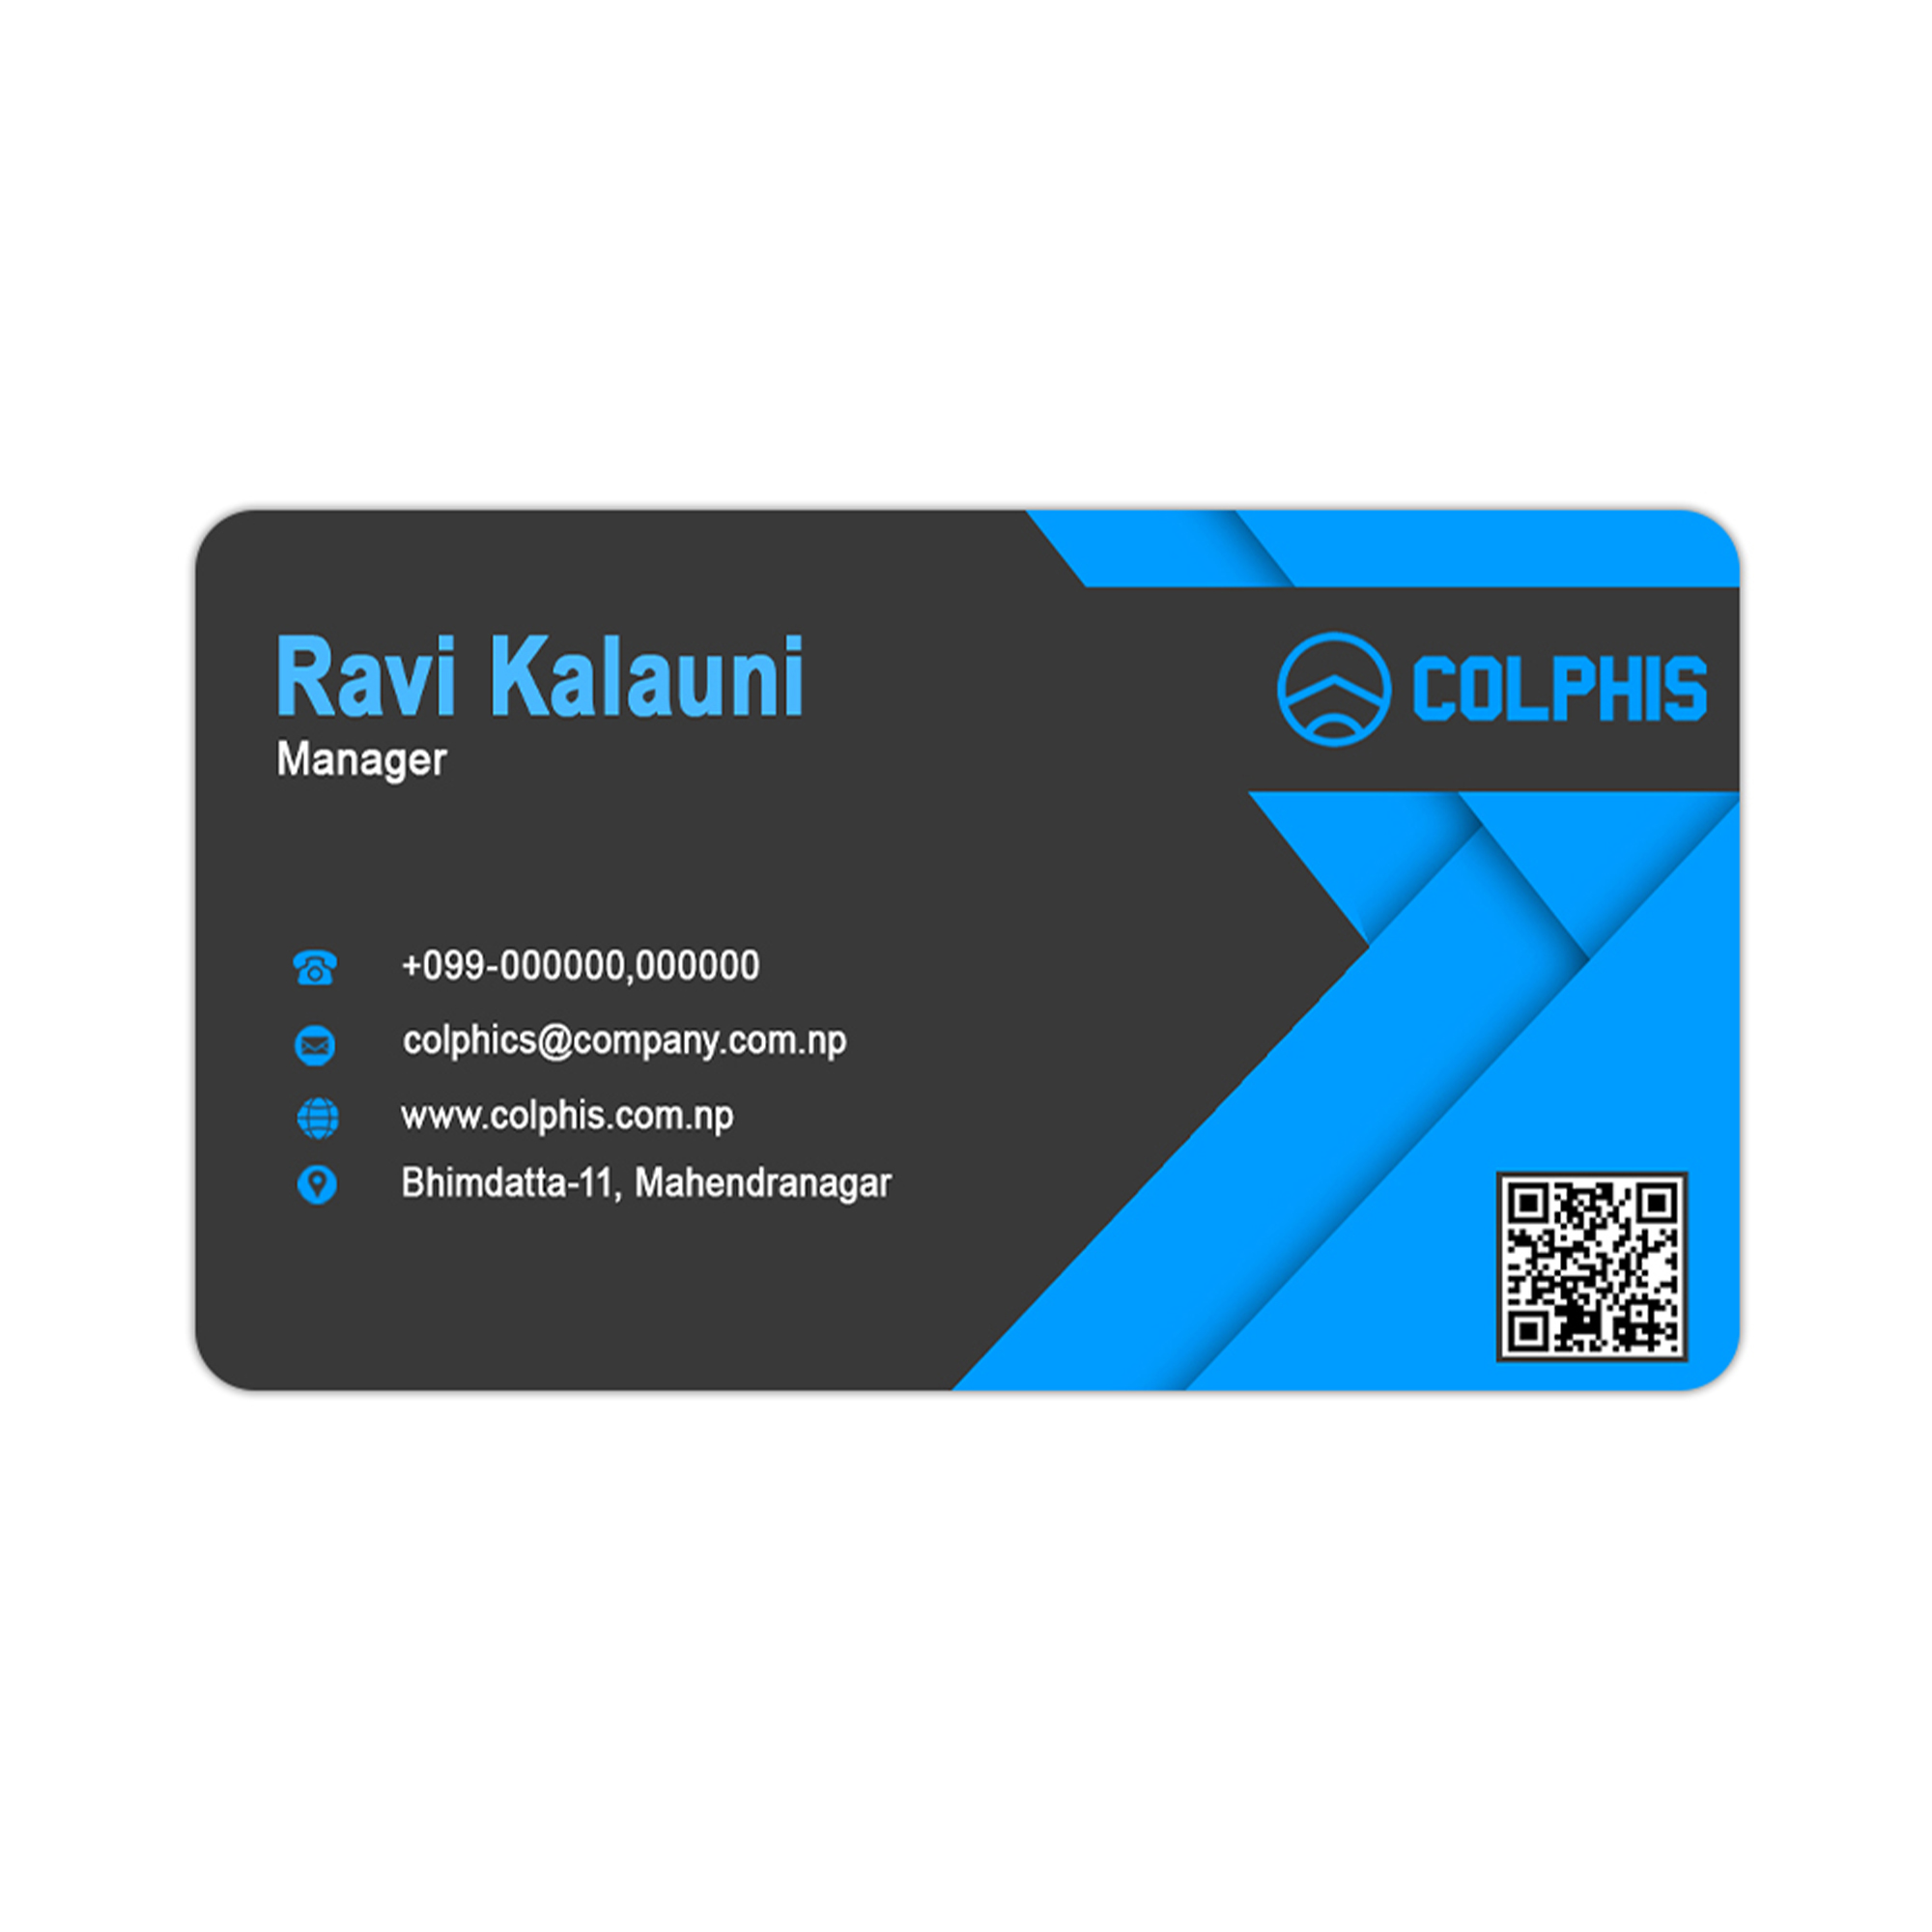 Ravi Kalauni
Manager
COLPHIS
+099-000000,000000
colphics@company.com.np
www.colphis.com.np
Bhimdatta-11, Mahendranagar